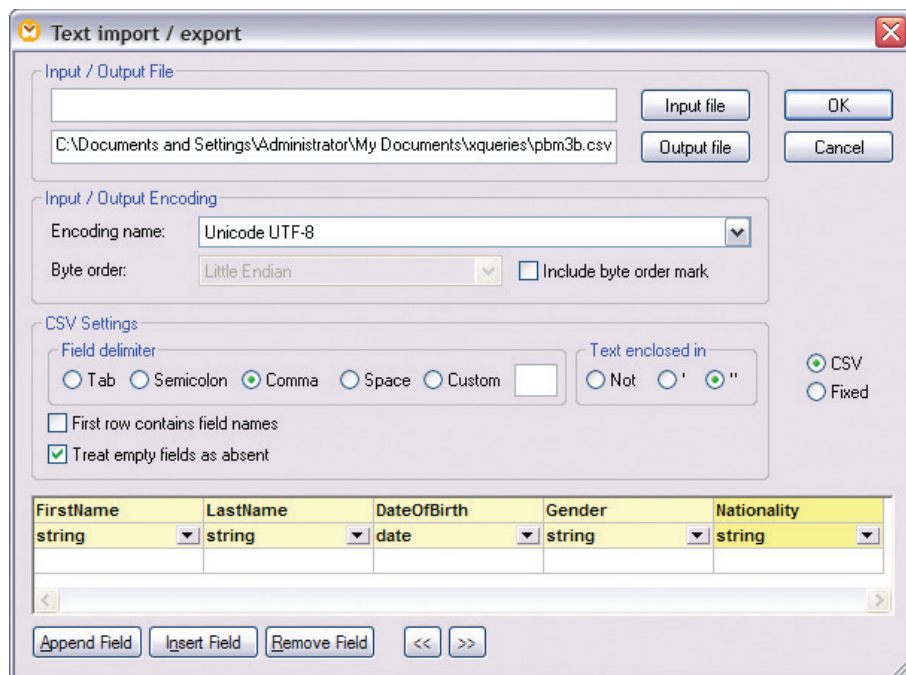 Text import / export
Input / Output File
Input file
OK
C:\Documents and Settings\Administrator\My Documents\xqueries\pbm3b.csv
Output file
Cancel
Input / Output Encoding
Encoding name:
Unicode UTF-8
Byte order:
Little Endian
Include byte order mark
CSV Settings
Field delimiter
Text enclosed in
Tab Semicolon Comma Space Custom
Not ' "
CSV
Fixed
First row contains field names
Treat empty fields as absent
FirstName LastName DateOfBirth Gender Nationality
string string date string string
Append Field Insert Field Remove Field << >>